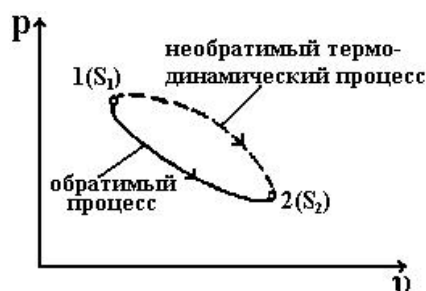 p
необратимый термо-
динамический процесс
1(S₁)
обратимый
процесс
2(S₂)
υ